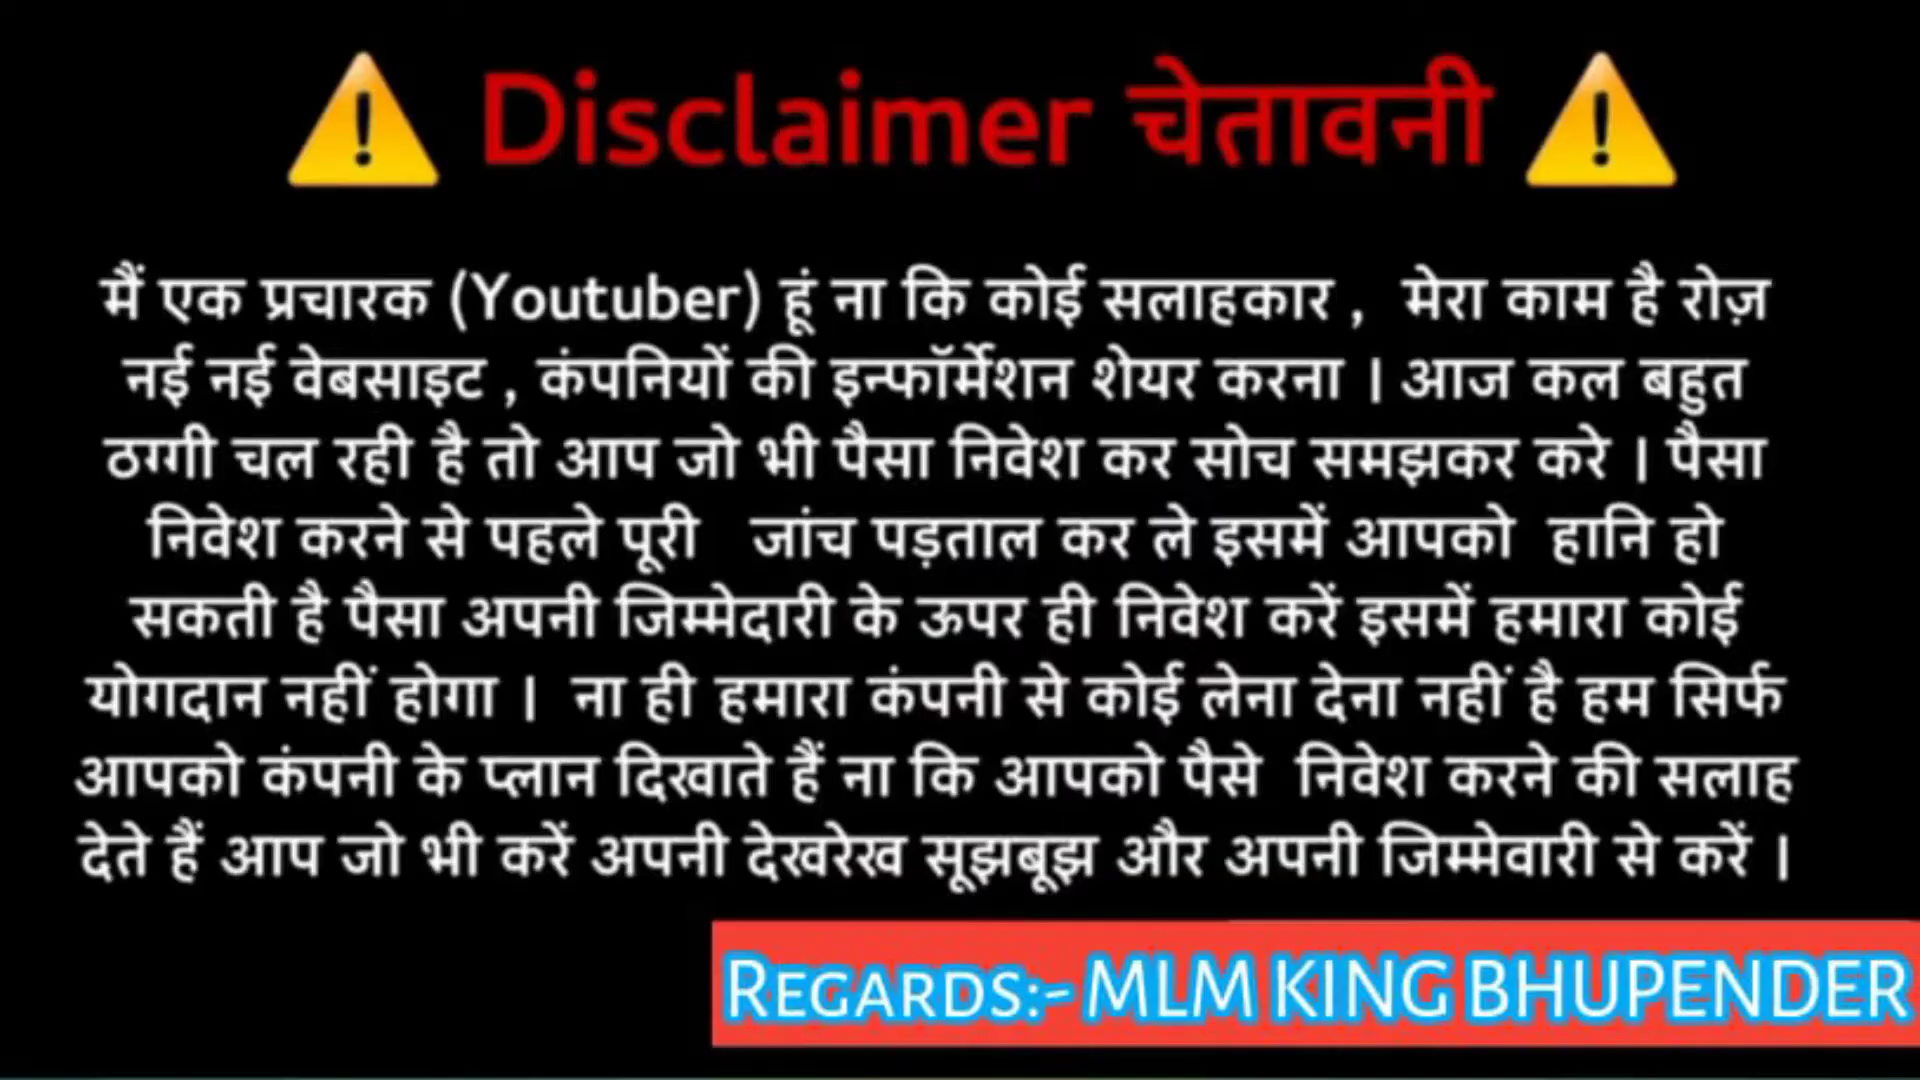 ⚠ Disclaimer चेतावनी ⚠
मैं एक प्रचारक (Youtuber) हूं ना कि कोई सलाहकार , मेरा काम है रोज़
नई नई वेबसाइट , कंपनियों की इन्फॉर्मेशन शेयर करना । आज कल बहुत
ठग्गी चल रही है तो आप जो भी पैसा निवेश कर सोच समझकर करे । पैसा
निवेश करने से पहले पूरी जांच पड़ताल कर ले इसमें आपको हानि हो
सकती है पैसा अपनी जिम्मेदारी के ऊपर ही निवेश करें इसमें हमारा कोई
योगदान नहीं होगा । ना ही हमारा कंपनी से कोई लेना देना नहीं है हम सिर्फ
आपको कंपनी के प्लान दिखाते हैं ना कि आपको पैसे निवेश करने की सलाह
देते हैं आप जो भी करें अपनी देखरेख सूझबूझ और अपनी जिम्मेवारी से करें ।
REGARDS:- MLM KING BHUPENDER